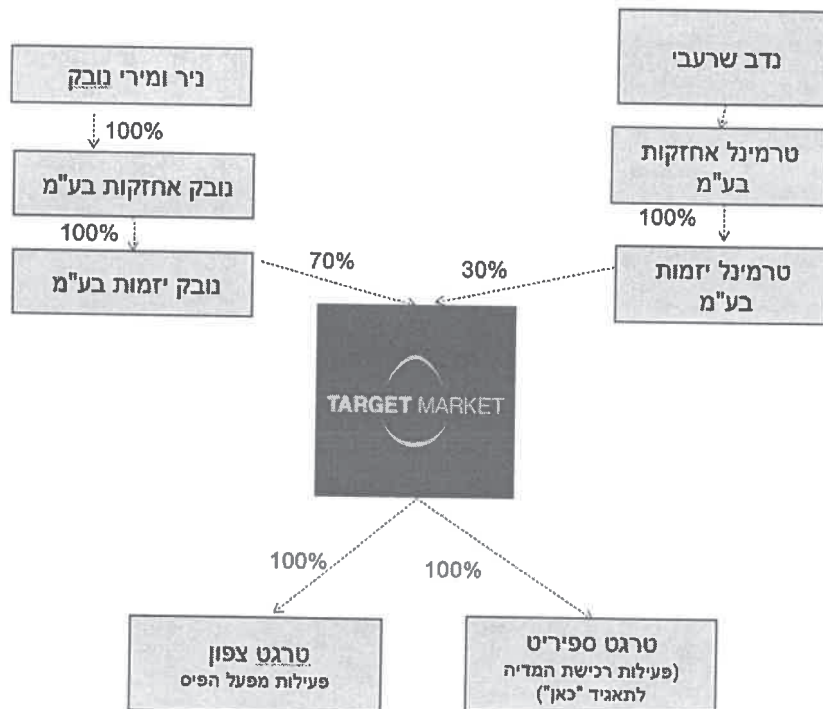 ניר ומירי נובק
נדב שרעבי
100%
נובק אחזקות בע"מ
טרמינל אחזקות
בע"מ
100%
100%
נובק יזמות בע"מ
70%
30%
טרמינל יזמות
בע"מ
TARGET MARKET
100%
100%
טרגט צפון
פעילות מפעל הפיס
טרגט ספיריט
(פעילות רכישת המדיה
לתאגיד "כאן")